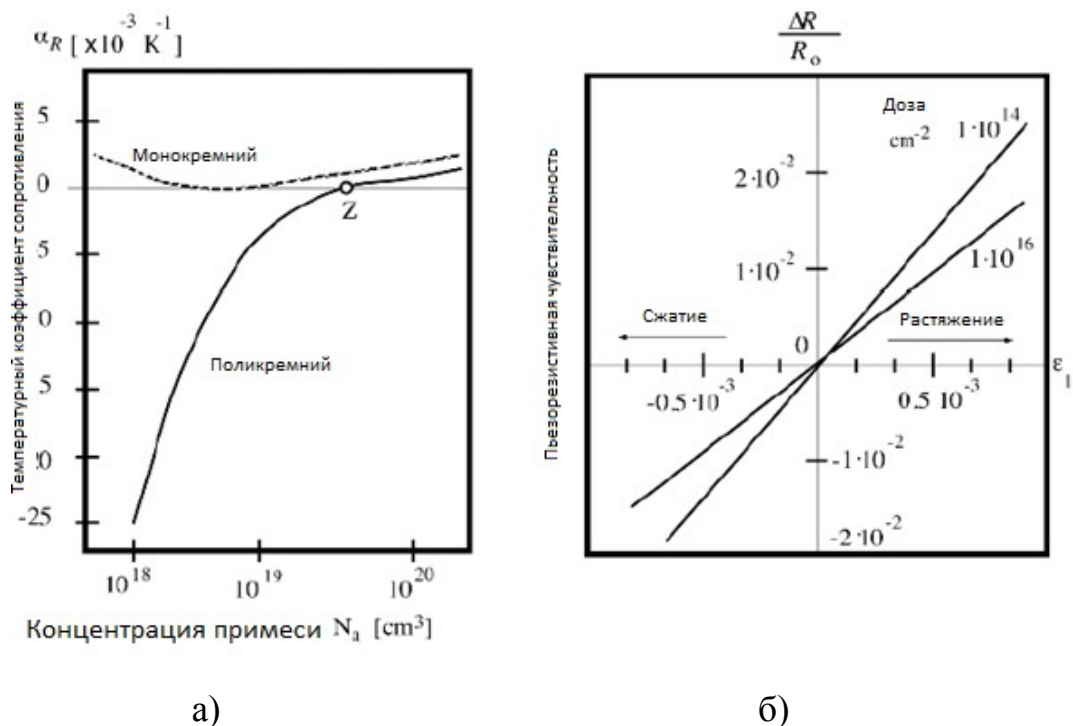 α_R [ x10^-3 K^-1]
Температурный коэффициент сопротивления
5
0
5
0
5
20
-25
Монокремний
Z
Поликремний
10^18
10^19
10^20
Концентрация примеси N_a [cm^3]
а)
ΔR
R_o
Пьезорезистивная чувствительность
Доза
cm^-2
1·10^14
2·10^-2
1·10^-2
1·10^16
Сжатие
Растяжение
0
ε_1
-0.5·10^-3
0.5 10^-3
-1·10^-2
-2·10^-2
б)